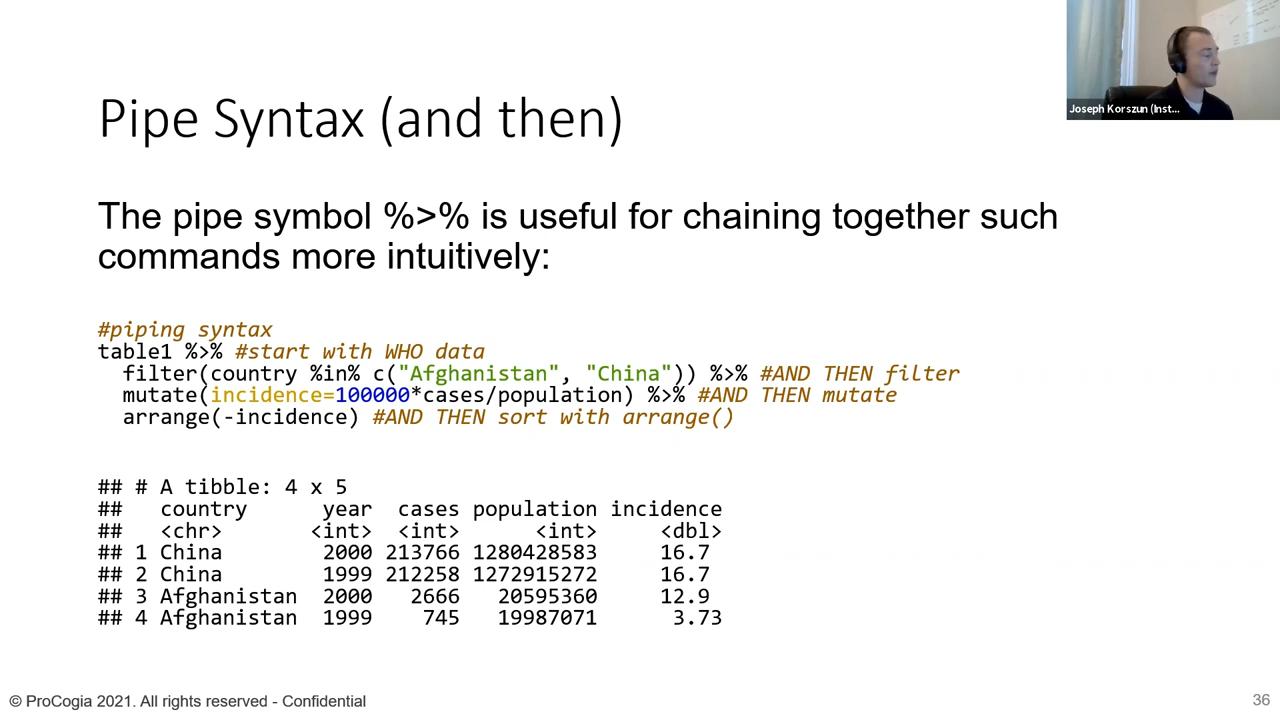 Joseph Korszun (Inst...
Pipe Syntax (and then)
The pipe symbol %>% is useful for chaining together such
commands more intuitively:
#piping syntax
table1 %>% #start with WHO data
  filter(country %in% c("Afghanistan", "China")) %>% #AND THEN filter
  mutate(incidence=100000*cases/population) %>% #AND THEN mutate
  arrange(-incidence) #AND THEN sort with arrange()
## # A tibble: 4 x 5
##   country      year  cases population incidence
##   <chr>       <int>  <int>      <int>     <dbl>
## 1 China        2000 213766 1280428583     16.7
## 2 China        1999 212258 1272915272     16.7
## 3 Afghanistan  2000   2666   20595360     12.9
## 4 Afghanistan  1999    745   19987071      3.73
© ProCogia 2021. All rights reserved - Confidential
36